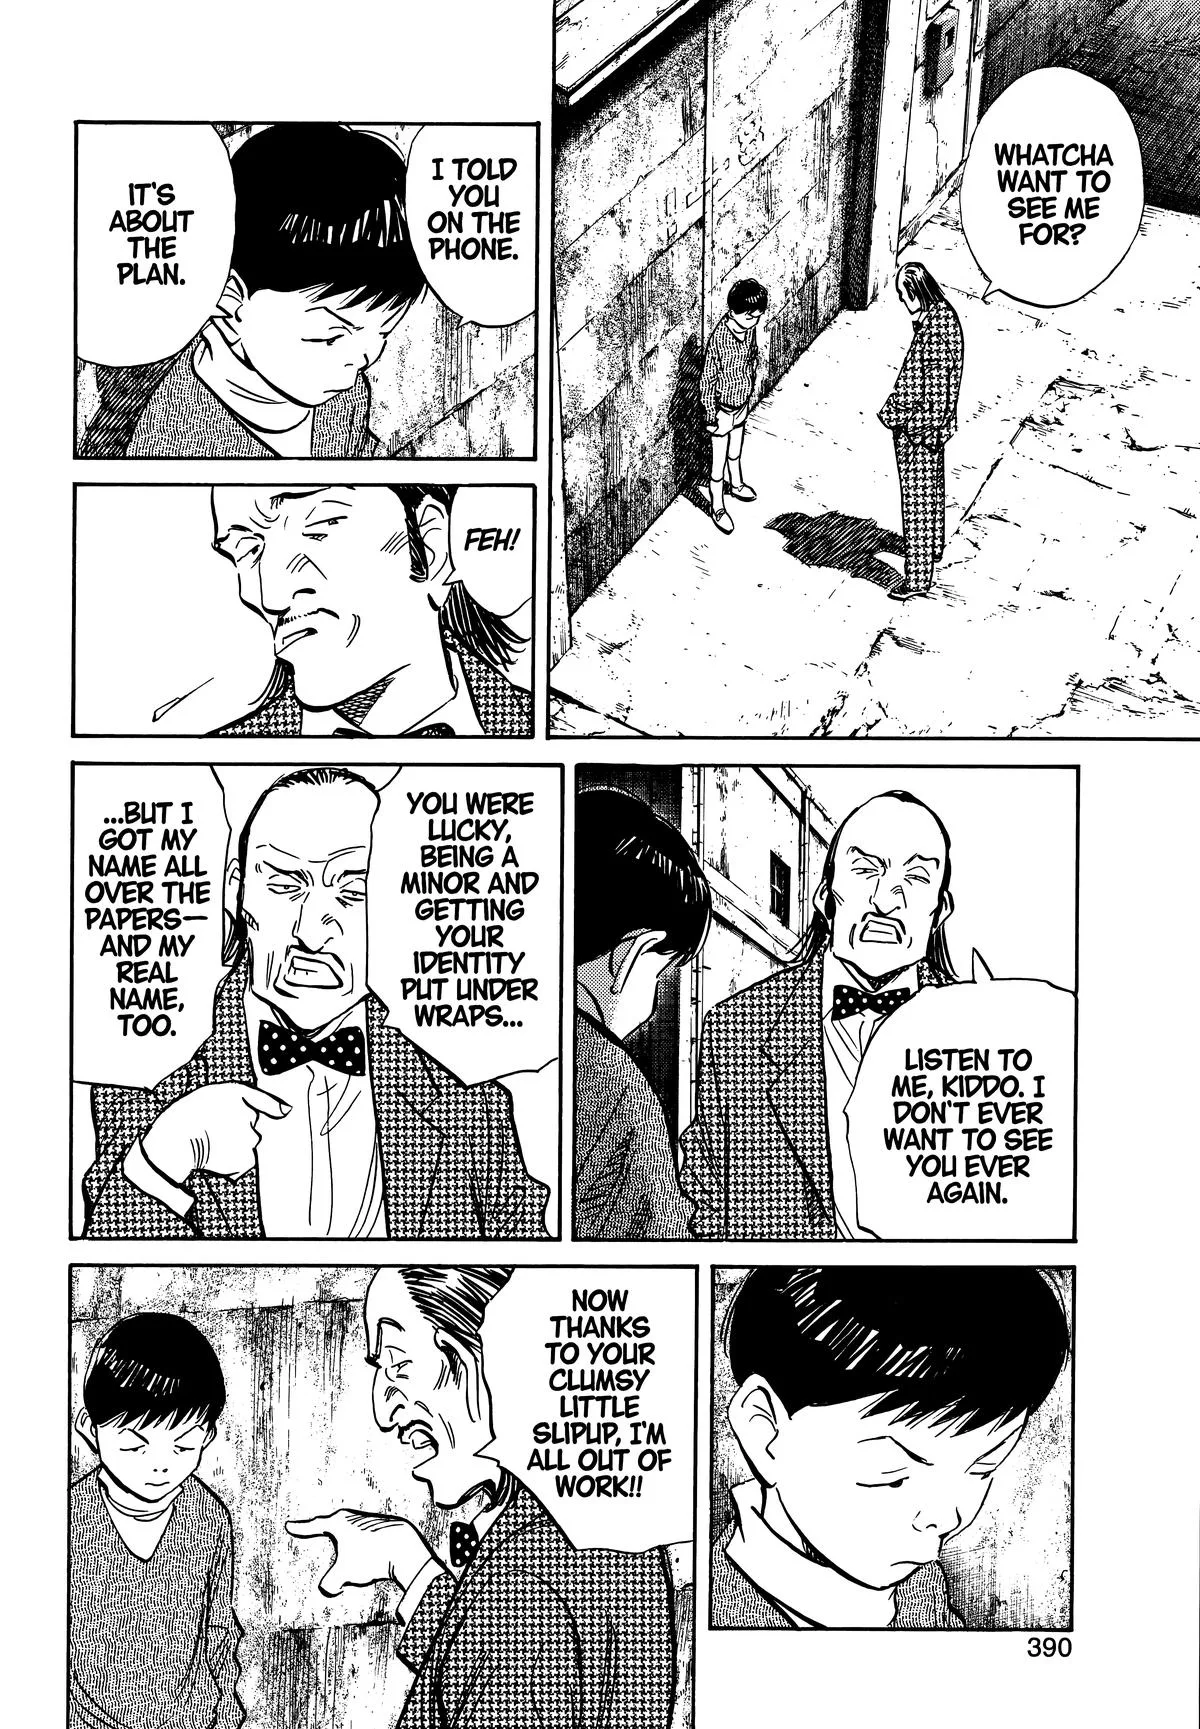 WHATCHA
WANT TO
SEE ME
FOR?
I TOLD
YOU
ON THE
PHONE.
IT'S
ABOUT
THE
PLAN.
FEH!
LISTEN TO
ME, KIDDO. I
DON'T EVER
WANT TO SEE
YOU EVER
AGAIN.
YOU WERE
LUCKY,
BEING A
MINOR AND
GETTING
YOUR
IDENTITY
PUT UNDER
WRAPS...
...BUT I
GOT MY
NAME ALL
OVER THE
PAPERS—
AND MY
REAL
NAME,
TOO.
NOW
THANKS
TO YOUR
CLUMSY
LITTLE
SLIPUP, I'M
ALL OUT OF
WORK!!
390